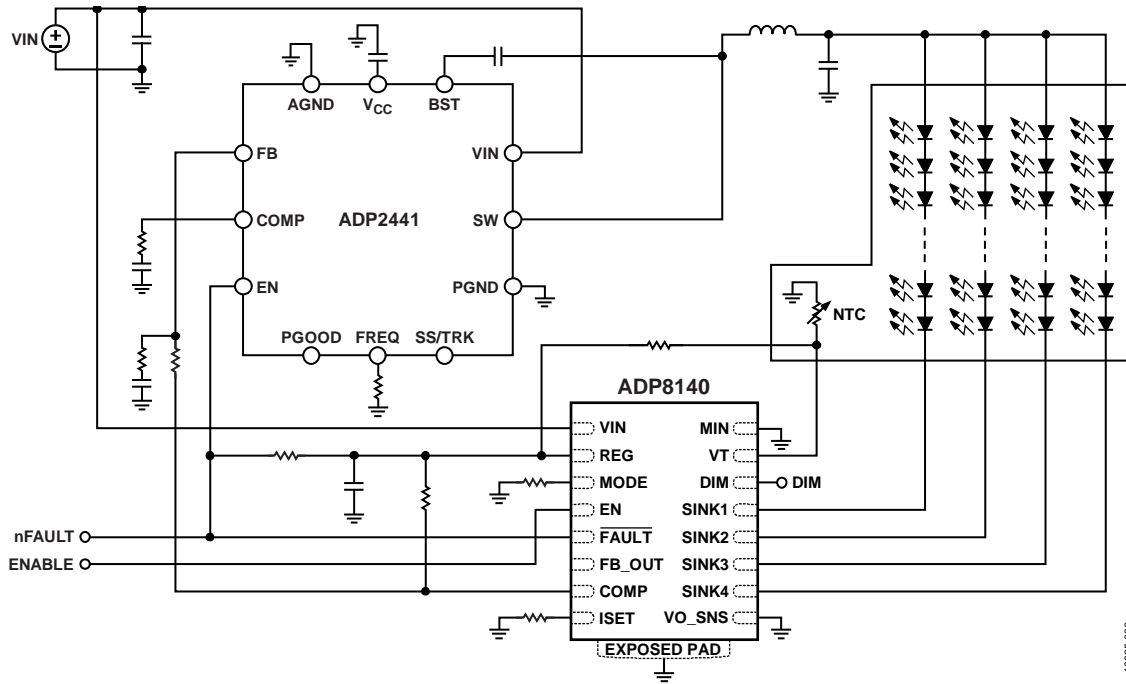 VIN
AGND
VCC
BST
FB
VIN
COMP
ADP2441
SW
EN
PGND
PGOOD
FREQ
SS/TRK
NTC
ADP8140
VIN
MIN
REG
VT
MODE
DIM
DIM
EN
SINK1
nFAULT
FAULT
SINK2
ENABLE
FB_OUT
SINK3
COMP
SINK4
ISET
VO_SNS
EXPOSED PAD